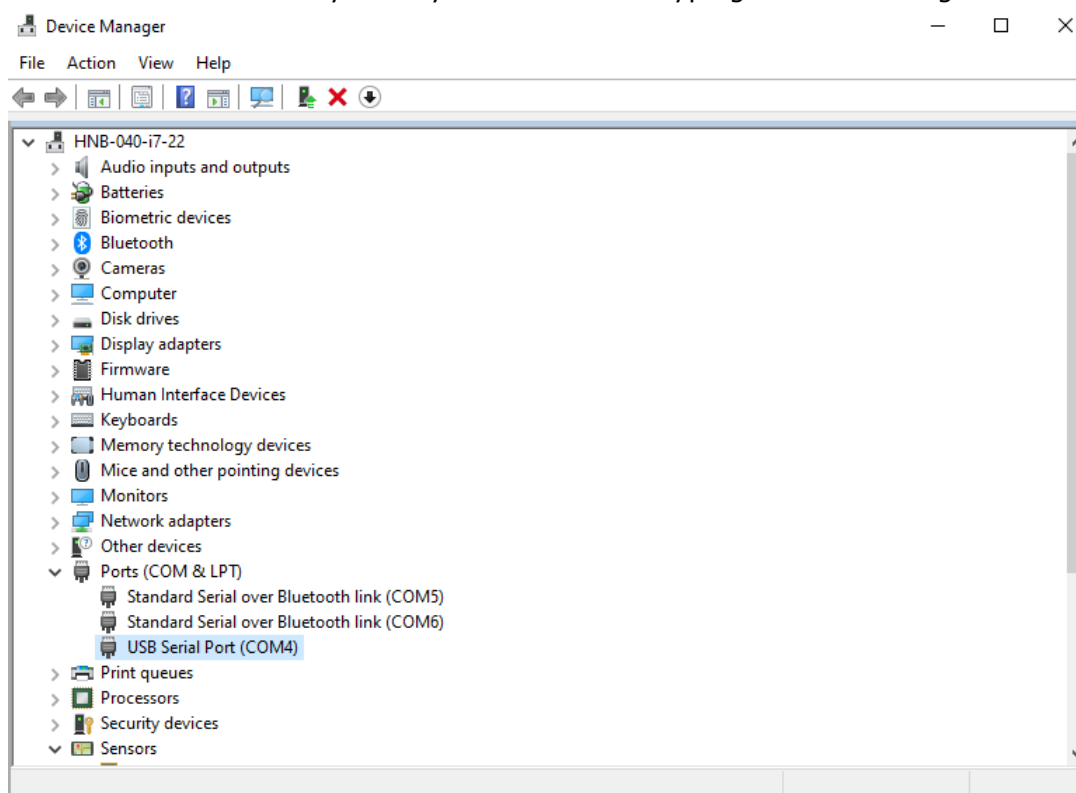 Device Manager
File Action View Help
HNB-040-i7-22
Audio inputs and outputs
Batteries
Biometric devices
Bluetooth
Cameras
Computer
Disk drives
Display adapters
Firmware
Human Interface Devices
Keyboards
Memory technology devices
Mice and other pointing devices
Monitors
Network adapters
Other devices
Ports (COM & LPT)
Standard Serial over Bluetooth link (COM5)
Standard Serial over Bluetooth link (COM6)
USB Serial Port (COM4)
Print queues
Processors
Security devices
Sensors